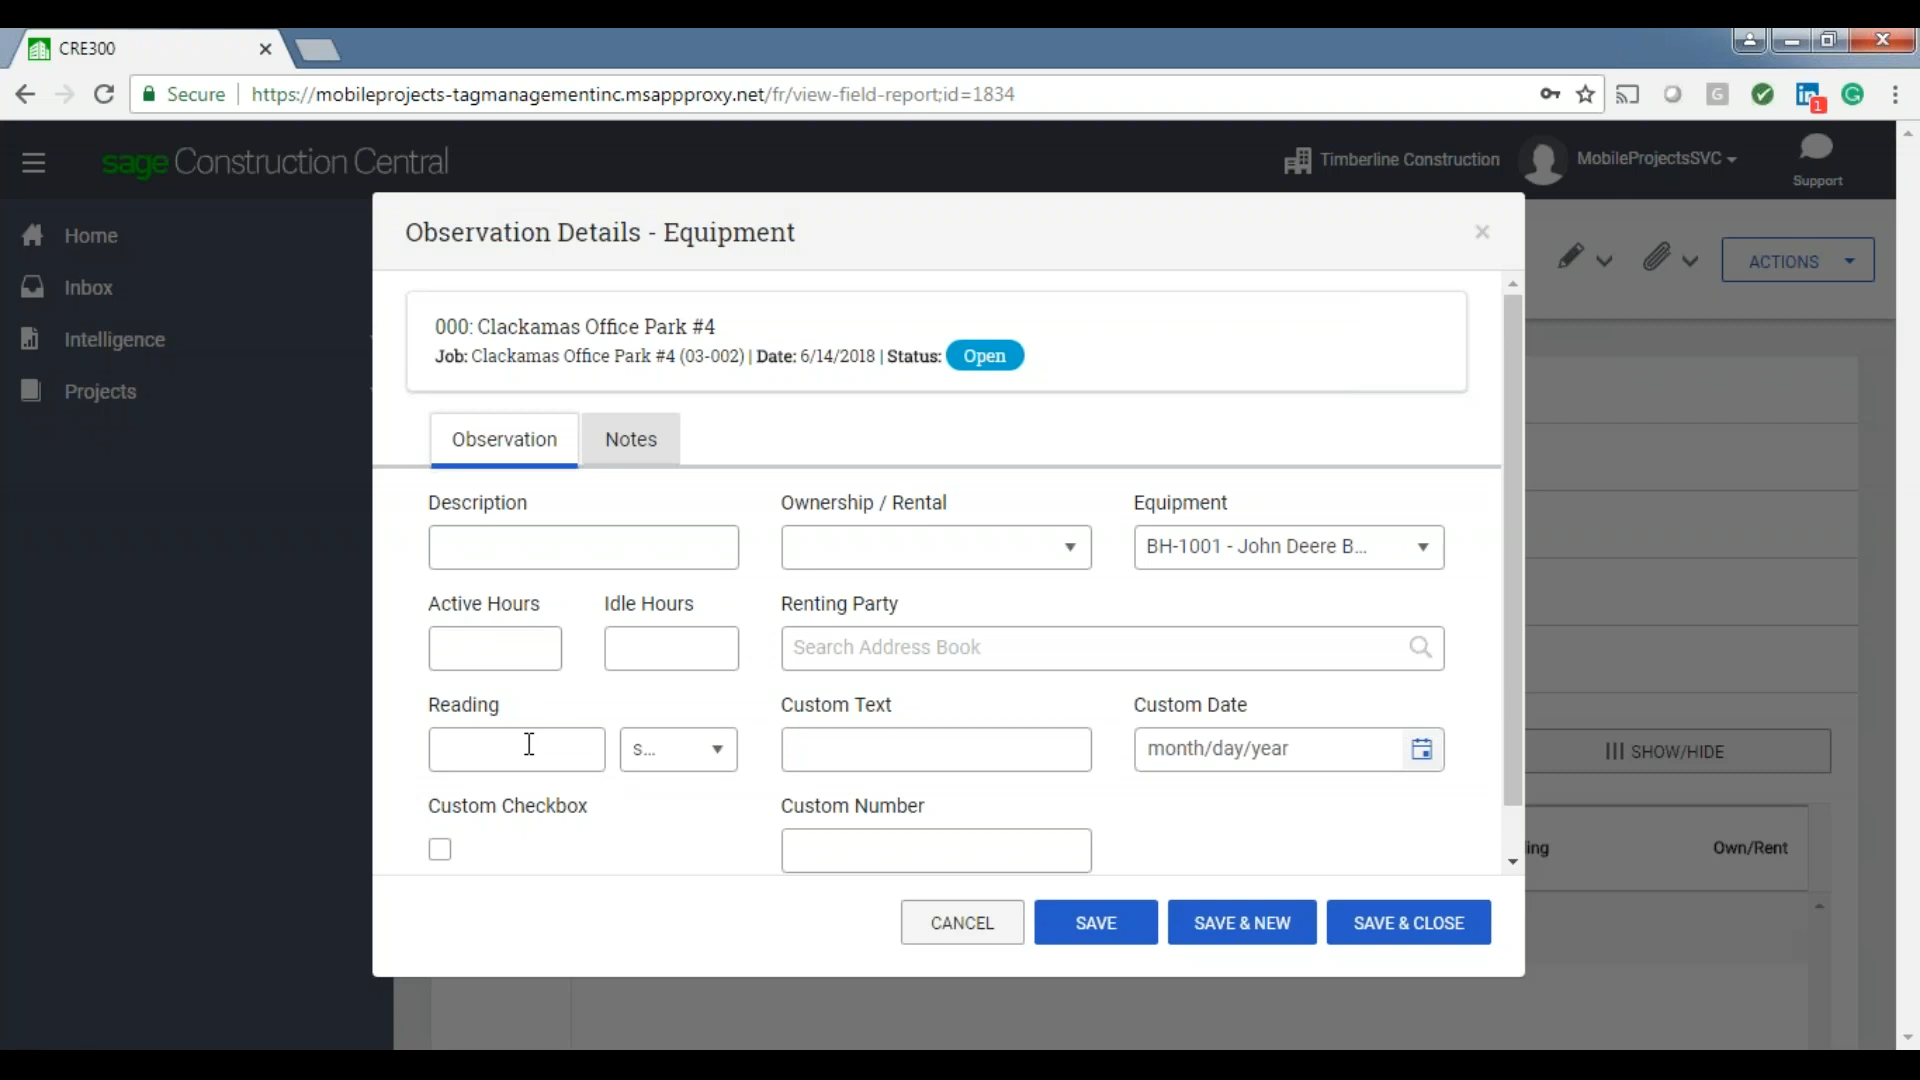 CRE300
Secure
https://mobileprojects-tagmanagementinc.msappproxy.net/fr/view-field-report;id=1834
G
in
1
G
sage Construction Central
Timberline Construction
MobileProjectsSVC
Support
Home
Inbox
Intelligence
Projects
ACTIONS
Observation Details - Equipment
×
000: Clackamas Office Park #4
Job: Clackamas Office Park #4 (03-002) | Date: 6/14/2018 | Status: Open
Observation
Notes
Description
Ownership / Rental
Equipment
BH-1001 - John Deere B...
Active Hours
Idle Hours
Renting Party
Search Address Book
Reading
Custom Text
Custom Date
s...
month/day/year
SHOW/HIDE
Custom Checkbox
Custom Number
ing
Own/Rent
CANCEL
SAVE
SAVE & NEW
SAVE & CLOSE